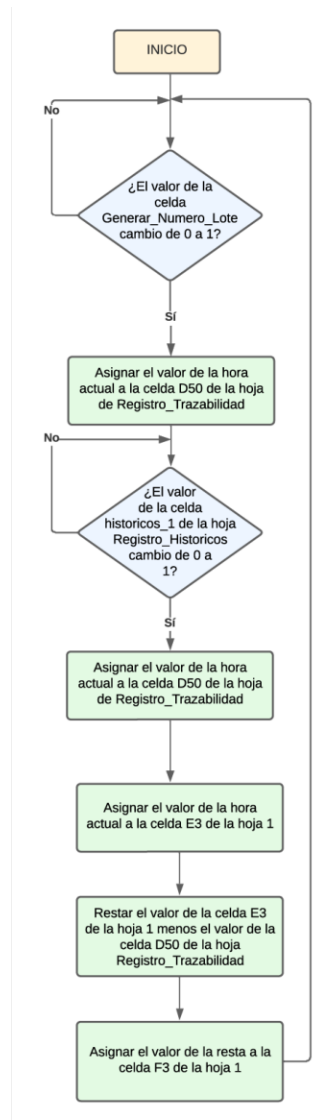 INICIO
No
¿El valor de la
celda
Generar_Numero_Lote
cambio de 0 a 1?
Sí
Asignar el valor de la hora
actual a la celda D50 de la hoja
de Registro_Trazabilidad
No
¿El valor
de la celda
historicos_1 de la hoja
Registro_Historicos
cambio de 0 a
1?
Sí
Asignar el valor de la hora
actual a la celda D50 de la hoja
de Registro_Trazabilidad
Asignar el valor de la hora
actual a la celda E3 de la hoja 1
Restar el valor de la celda E3
de la hoja 1 menos el valor de la
celda D50 de la hoja
Registro_Trazabilidad
Asignar el valor de la resta a la
celda F3 de la hoja 1